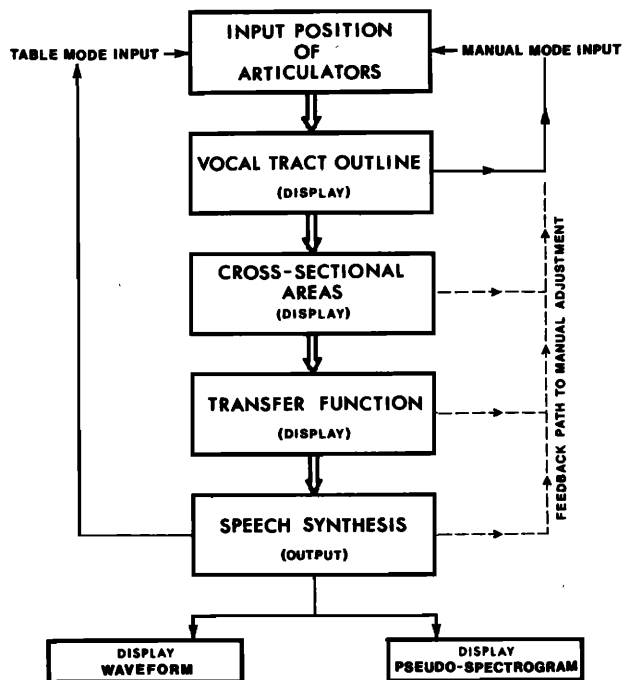 INPUT POSITION
OF
ARTICULATORS
TABLE MODE INPUT
MANUAL MODE INPUT
VOCAL TRACT OUTLINE
(DISPLAY)
CROSS-SECTIONAL
AREAS
(DISPLAY)
TRANSFER FUNCTION
(DISPLAY)
SPEECH SYNTHESIS
(OUTPUT)
FEEDBACK PATH TO MANUAL ADJUSTMENT
DISPLAY
WAVEFORM
DISPLAY
PSEUDO-SPECTROGRAM